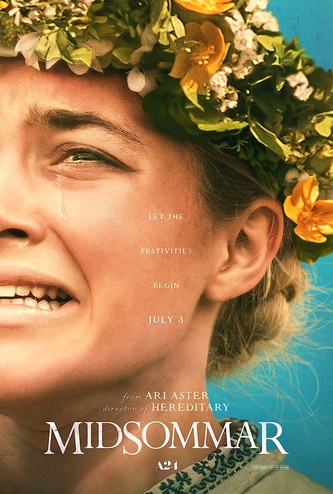 LET THE
FESTIVITIES
BEGIN
JULY 3
from ARI ASTER
director of HEREDITARY
MIDSOMMAR
A24